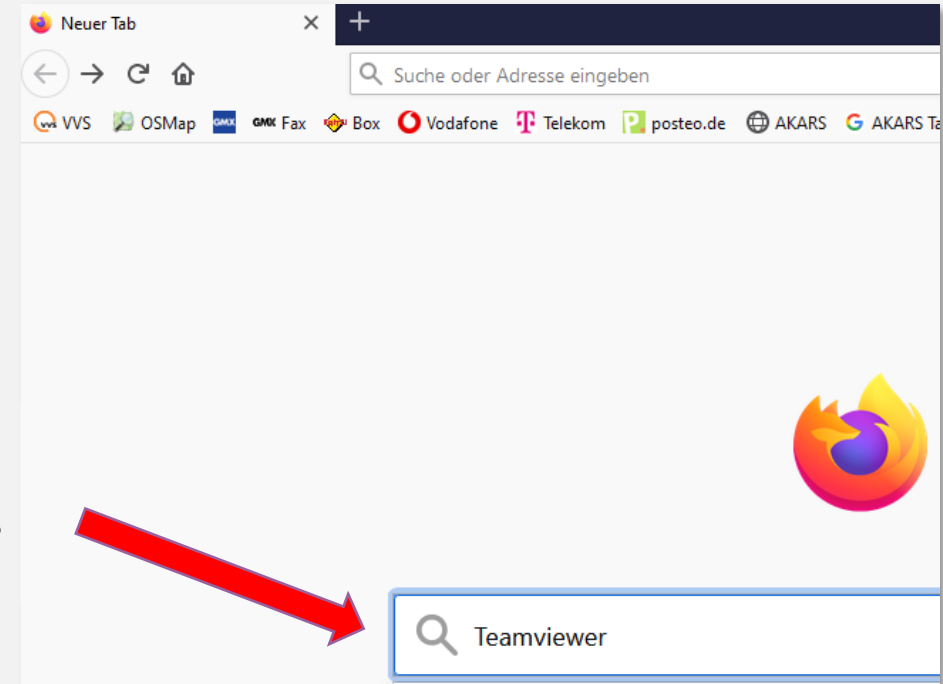 Neuer Tab
Suche oder Adresse eingeben
VVS OSMap GMX GMX Fax Box Vodafone Telekom posteo.de AKARS AKARS Ta
Teamviewer